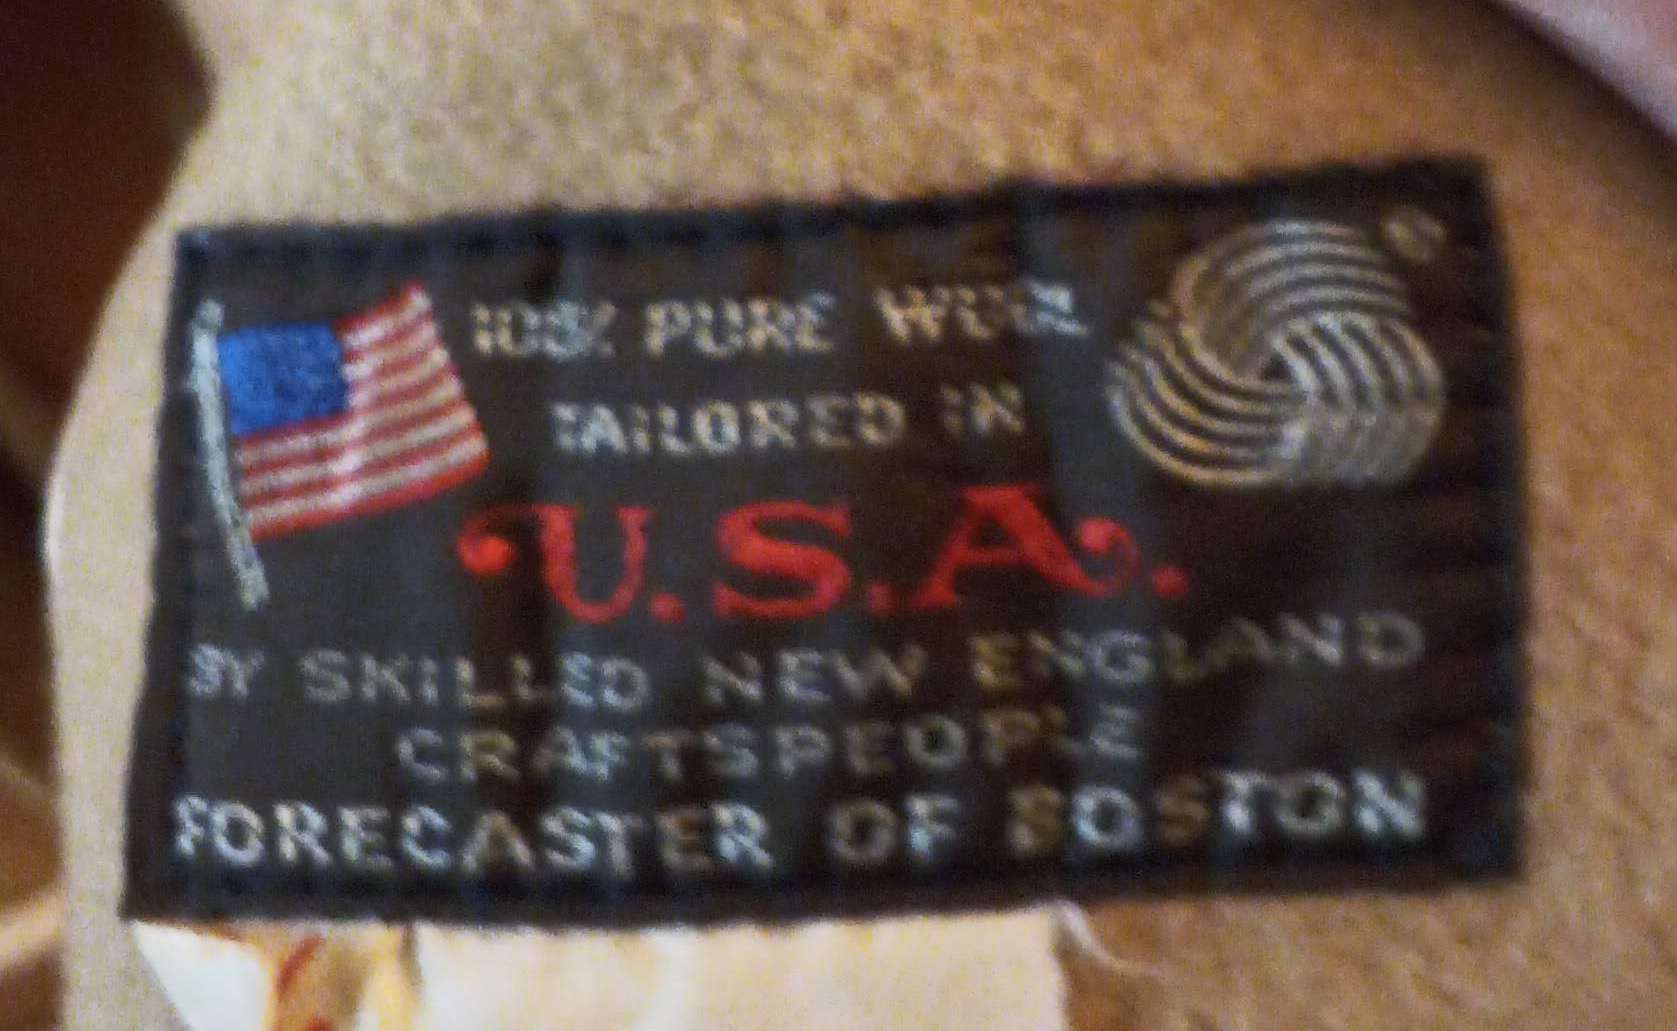 100% PURE WOOL
TAILORED IN
U.S.A.
BY SKILLED NEW ENGLAND
CRAFTSPEOPLE
FORECASTER OF BOSTON